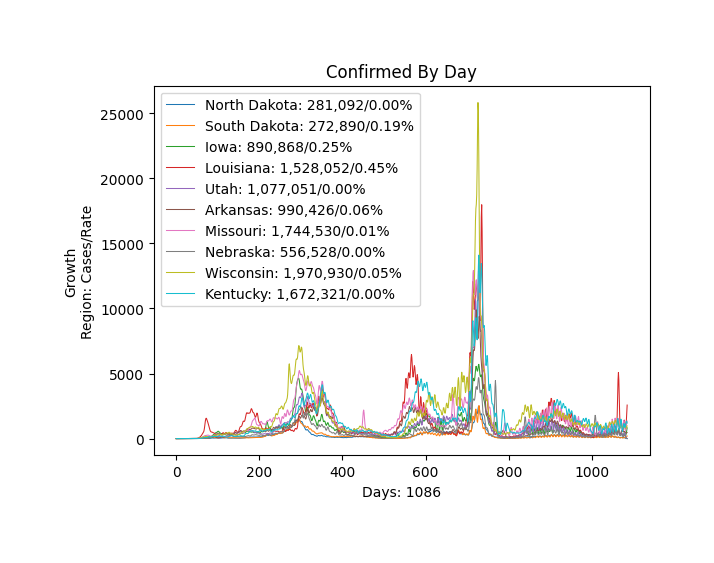 Confirmed By Day
North Dakota: 281,092/0.00%
South Dakota: 272,890/0.19%
Iowa: 890,868/0.25%
Louisiana: 1,528,052/0.45%
Utah: 1,077,051/0.00%
Arkansas: 990,426/0.06%
Missouri: 1,744,530/0.01%
Nebraska: 556,528/0.00%
Wisconsin: 1,970,930/0.05%
Kentucky: 1,672,321/0.00%
25000
20000
15000
10000
5000
0
Growth
Region: Cases/Rate
0 200 400 600 800 1000
Days: 1086